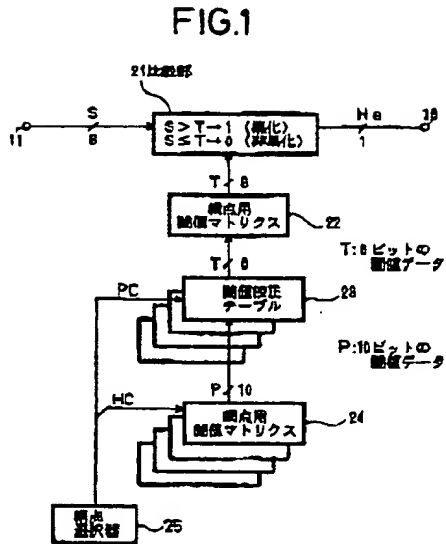 FIG.1
21比較部
S
8
11
S > T → 1 (黒化)
S ≤ T → 0 (非黒化)
Ha
1
T 8
網点用
閾値マトリクス
22
T 8
T:8ビットの
閾値データ
PC
閾値修正
テーブル
23
P:10ビットの
閾値データ
P 10
HC
網点用
閾値マトリクス
24
網点
選択器
25